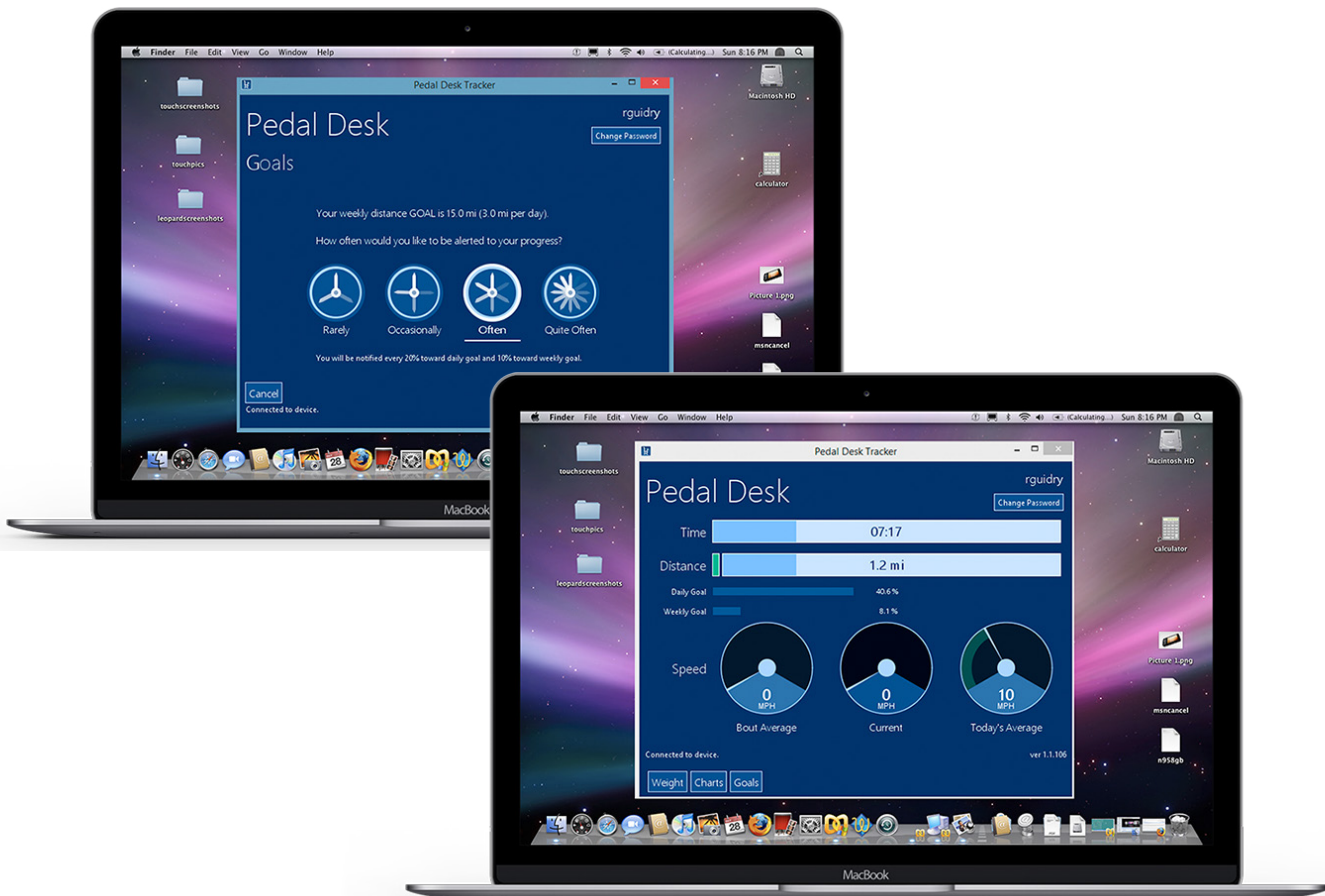 Finder File Edit View Go Window Help (Calculating...) Sun 8:16 PM
touchscreenshots
touchpics
leopardscreenshots
Macintosh HD
calculator
Picture 1.png
msncancel
Pedal Desk Tracker
Pedal Desk
rguidry
Change Password
Goals
Your weekly distance GOAL is 15.0 mi (3.0 mi per day).
How often would you like to be alerted to your progress?
Rarely Occasionally Often Quite Often
You will be notified every 20% toward daily goal and 10% toward weekly goal.
Cancel
Connected to device.
28
MacBook
Finder File Edit View Go Window Help (Calculating...) Sun 8:16 PM
touchscreenshots
touchpics
leopardscreenshots
Macintosh HD
calculator
Picture 1.png
msncancel
n958gb
Pedal Desk Tracker
Pedal Desk
rguidry
Change Password
Time 07:17
Distance 1.2 mi
Daily Goal 40.6 %
Weekly Goal 8.1 %
Speed
0 MPH
0 MPH
10 MPH
Bout Average Current Today's Average
Connected to device. ver 1.1.106
Weight Charts Goals
28
MacBook